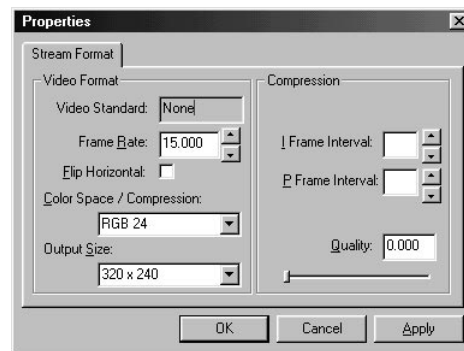 Properties
Stream Format
Video Format
Video Standard: None
Frame Rate: 15.000
Flip Horizontal:
Color Space / Compression:
RGB 24
Output Size:
320 x 240
Compression
I Frame Interval:
P Frame Interval:
Quality: 0.000
OK Cancel Apply